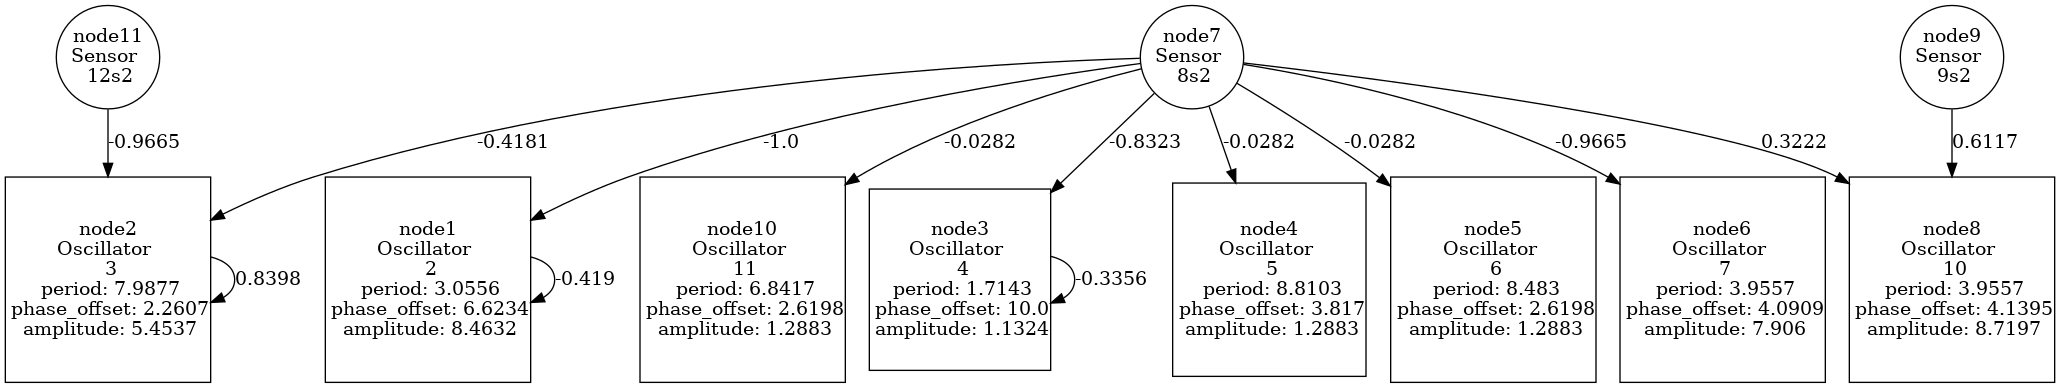 node11
Sensor
12s2
node7
Sensor
8s2
node9
Sensor
9s2
-0.9665
-0.4181
-1.0
-0.0282
-0.8323
-0.0282
-0.0282
-0.9665
0.3222
0.6117
node2
Oscillator
3
period: 7.9877
phase_offset: 2.2607
amplitude: 5.4537
0.8398
node1
Oscillator
2
period: 3.0556
phase_offset: 6.6234
amplitude: 8.4632
-0.419
node10
Oscillator
11
period: 6.8417
phase_offset: 2.6198
amplitude: 1.2883
node3
Oscillator
4
period: 1.7143
phase_offset: 10.0
amplitude: 1.1324
-0.3356
node4
Oscillator
5
period: 8.8103
phase_offset: 3.817
amplitude: 1.2883
node5
Oscillator
6
period: 8.483
phase_offset: 2.6198
amplitude: 1.2883
node6
Oscillator
7
period: 3.9557
phase_offset: 4.0909
amplitude: 7.906
node8
Oscillator
10
period: 3.9557
phase_offset: 4.1395
amplitude: 8.7197